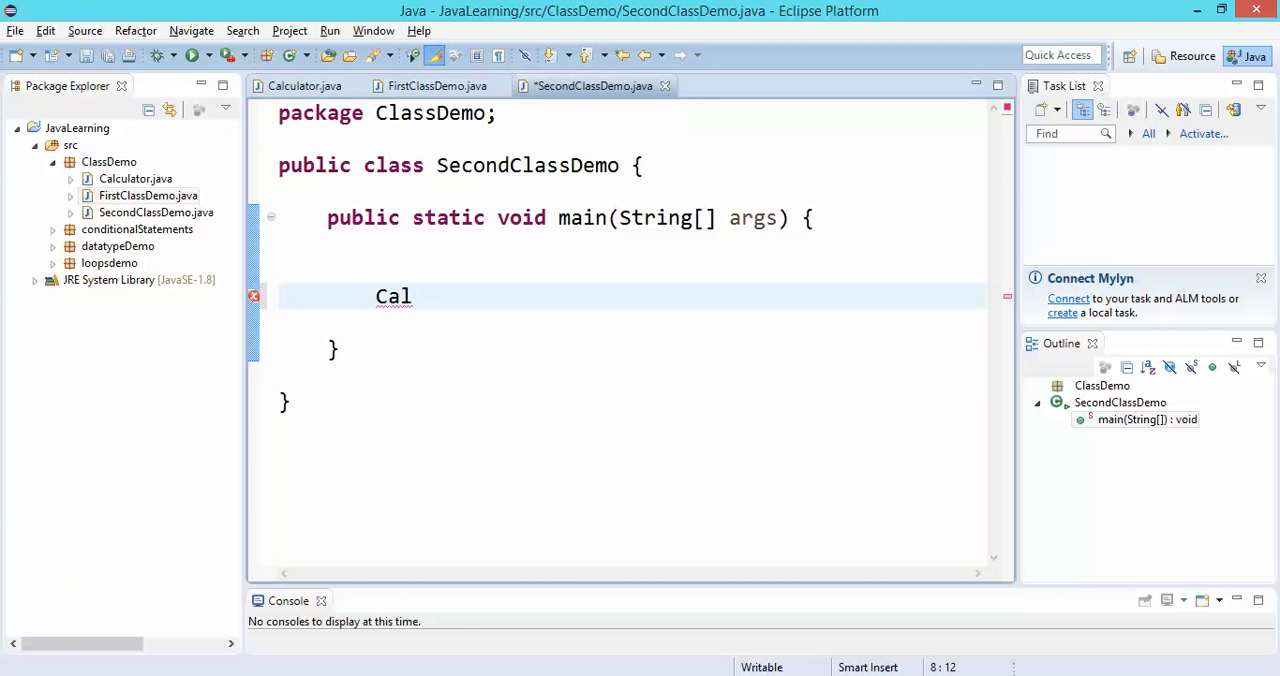 Java - JavaLearning/src/ClassDemo/SecondClassDemo.java - Eclipse Platform
File Edit Source Refactor Navigate Search Project Run Window Help
Quick Access Resource Java
Package Explorer
JavaLearning
src
ClassDemo
Calculator.java
FirstClassDemo.java
SecondClassDemo.java
conditionalStatements
datatypeDemo
loopsdemo
JRE System Library [JavaSE-1.8]
Calculator.java FirstClassDemo.java *SecondClassDemo.java
package ClassDemo;
public class SecondClassDemo {
public static void main(String[] args) {
Cal
}
}
Console
No consoles to display at this time.
Task List
Find All Activate...
Connect Mylyn
Connect to your task and ALM tools or
create a local task.
Outline
ClassDemo
SecondClassDemo
main(String[]) : void
Writable Smart Insert 8 : 12